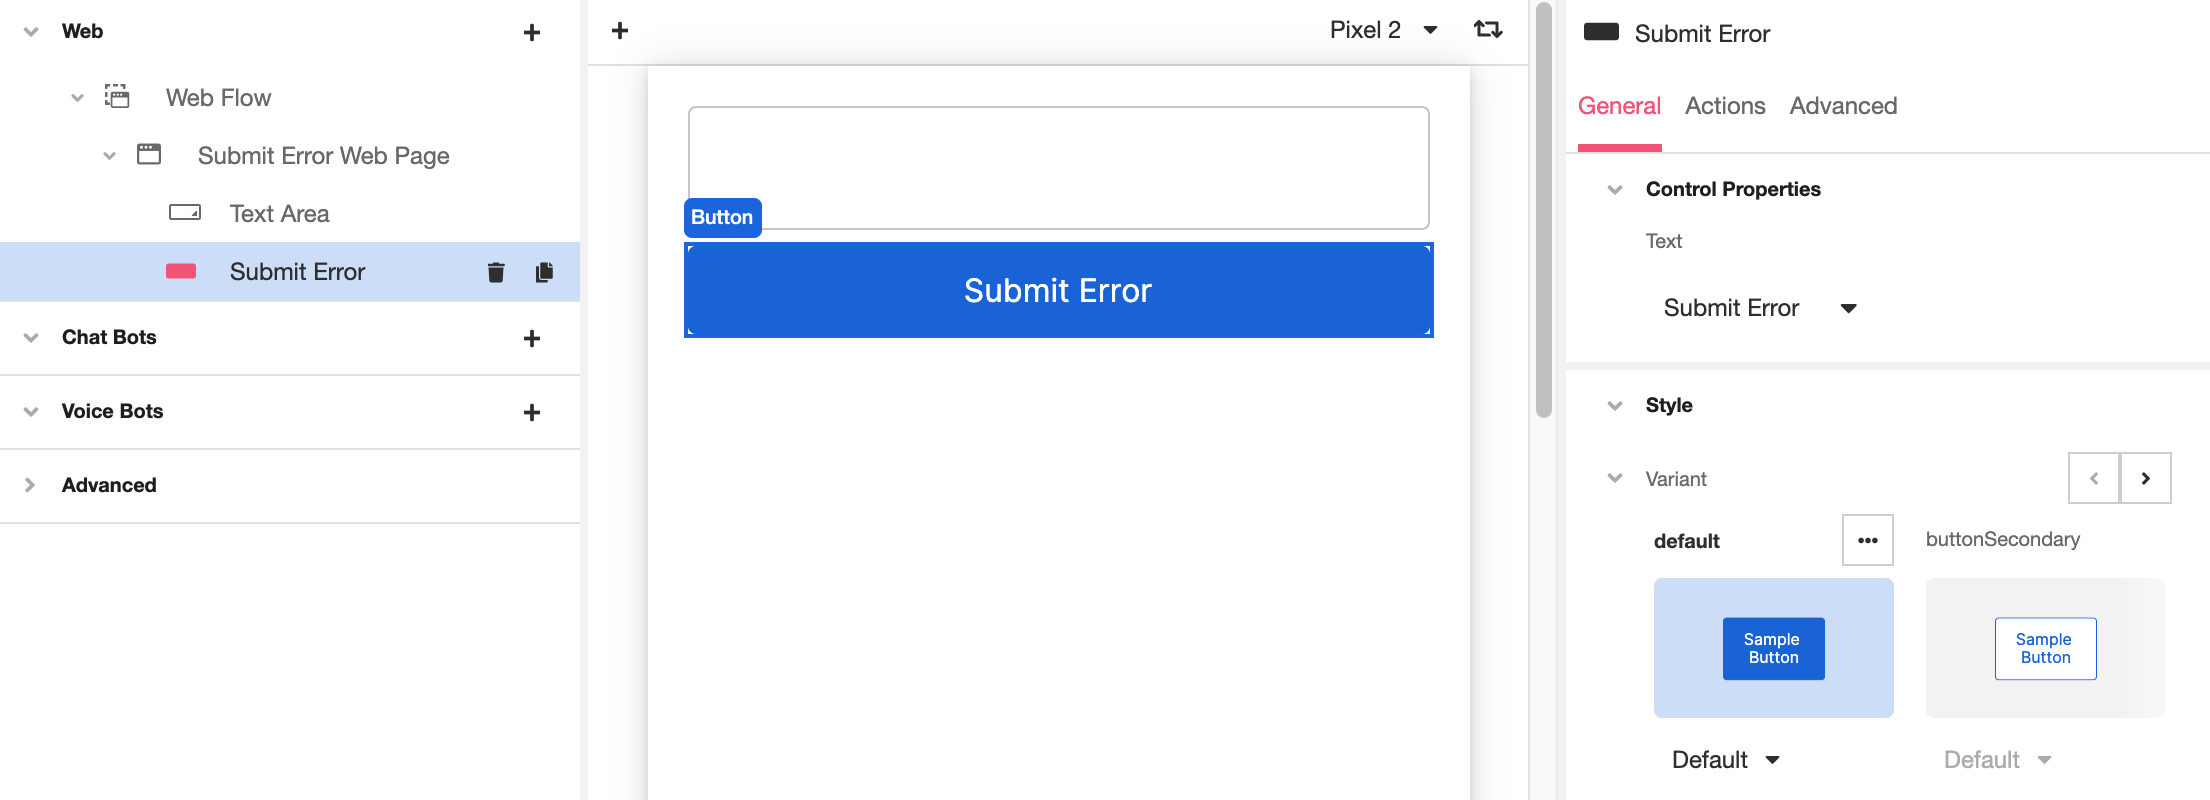 Web
Web Flow
Submit Error Web Page
Text Area
Submit Error
Chat Bots
Voice Bots
Advanced
Pixel 2
Button
Submit Error
Submit Error
General Actions Advanced
Control Properties
Text
Submit Error
Style
Variant
default
buttonSecondary
Sample
Button
Sample
Button
Default
Default